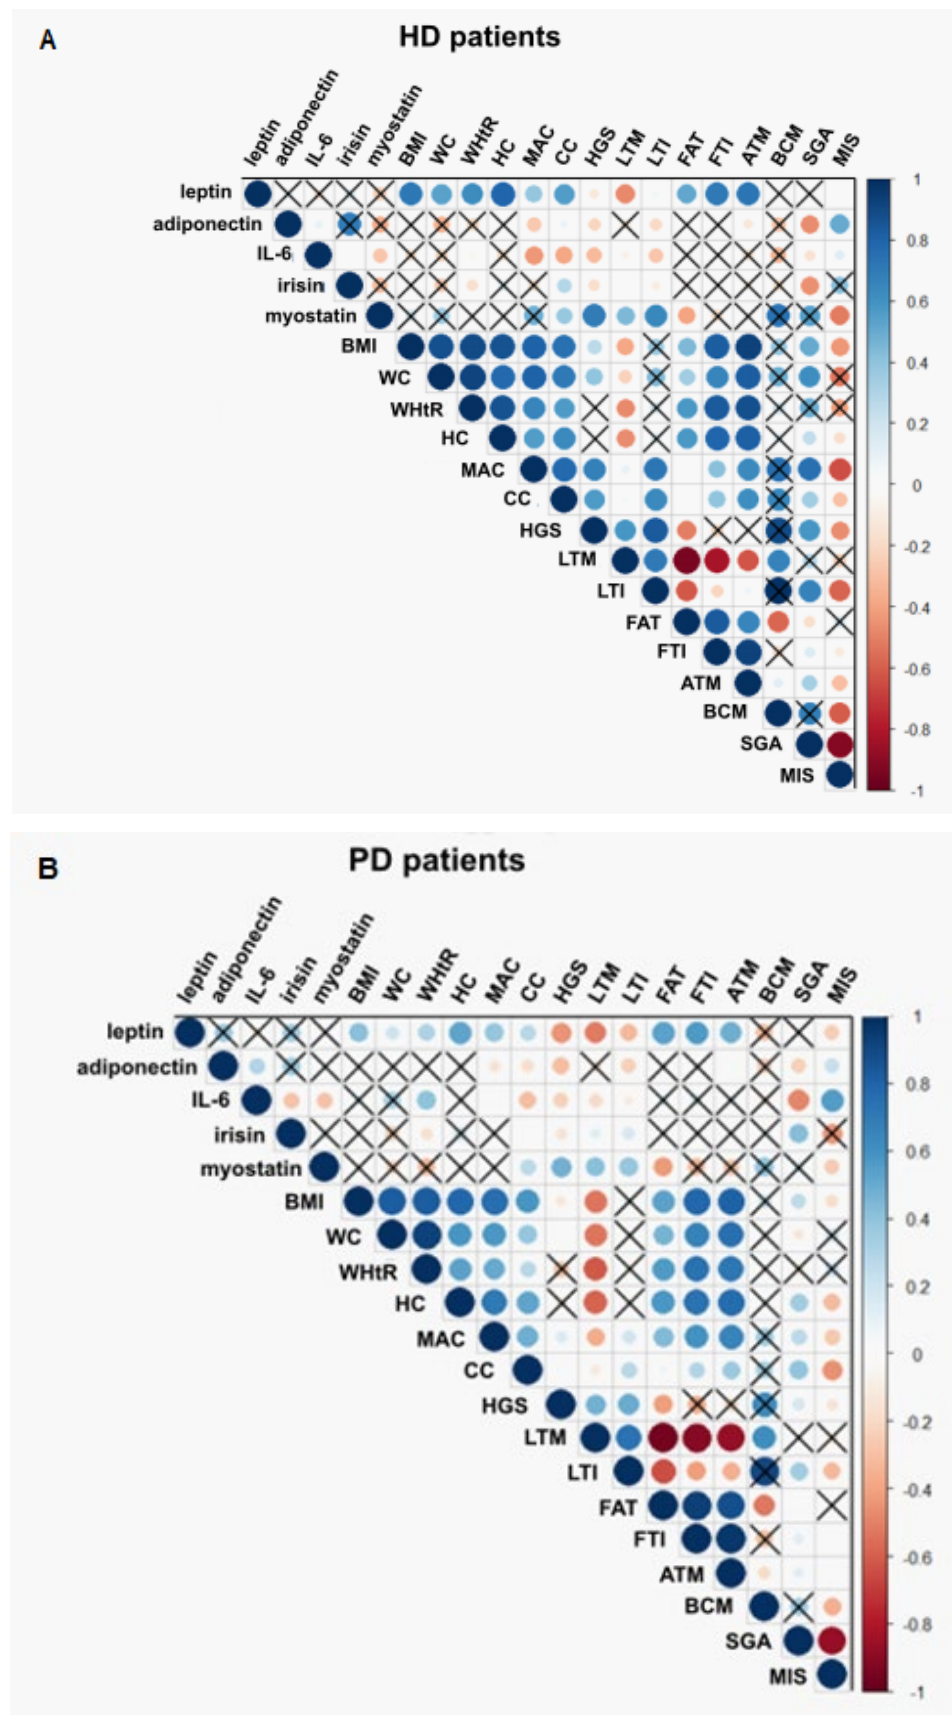 A
HD patients
leptin adiponectin IL-6 irisin myostatin BMI WC WHtR HC MAC CC HGS LTM LTI FAT FTI ATM BCM SGA MIS
leptin
adiponectin
IL-6
irisin
myostatin
BMI
WC
WHtR
HC
MAC
CC
HGS
LTM
LTI
FAT
FTI
ATM
BCM
SGA
MIS
1
0.8
0.6
0.4
0.2
0
-0.2
-0.4
-0.6
-0.8
-1
B
PD patients
leptin adiponectin IL-6 irisin myostatin BMI WC WHtR HC MAC CC HGS LTM LTI FAT FTI ATM BCM SGA MIS
leptin
adiponectin
IL-6
irisin
myostatin
BMI
WC
WHtR
HC
MAC
CC
HGS
LTM
LTI
FAT
FTI
ATM
BCM
SGA
MIS
1
0.8
0.6
0.4
0.2
0
-0.2
-0.4
-0.6
-0.8
-1